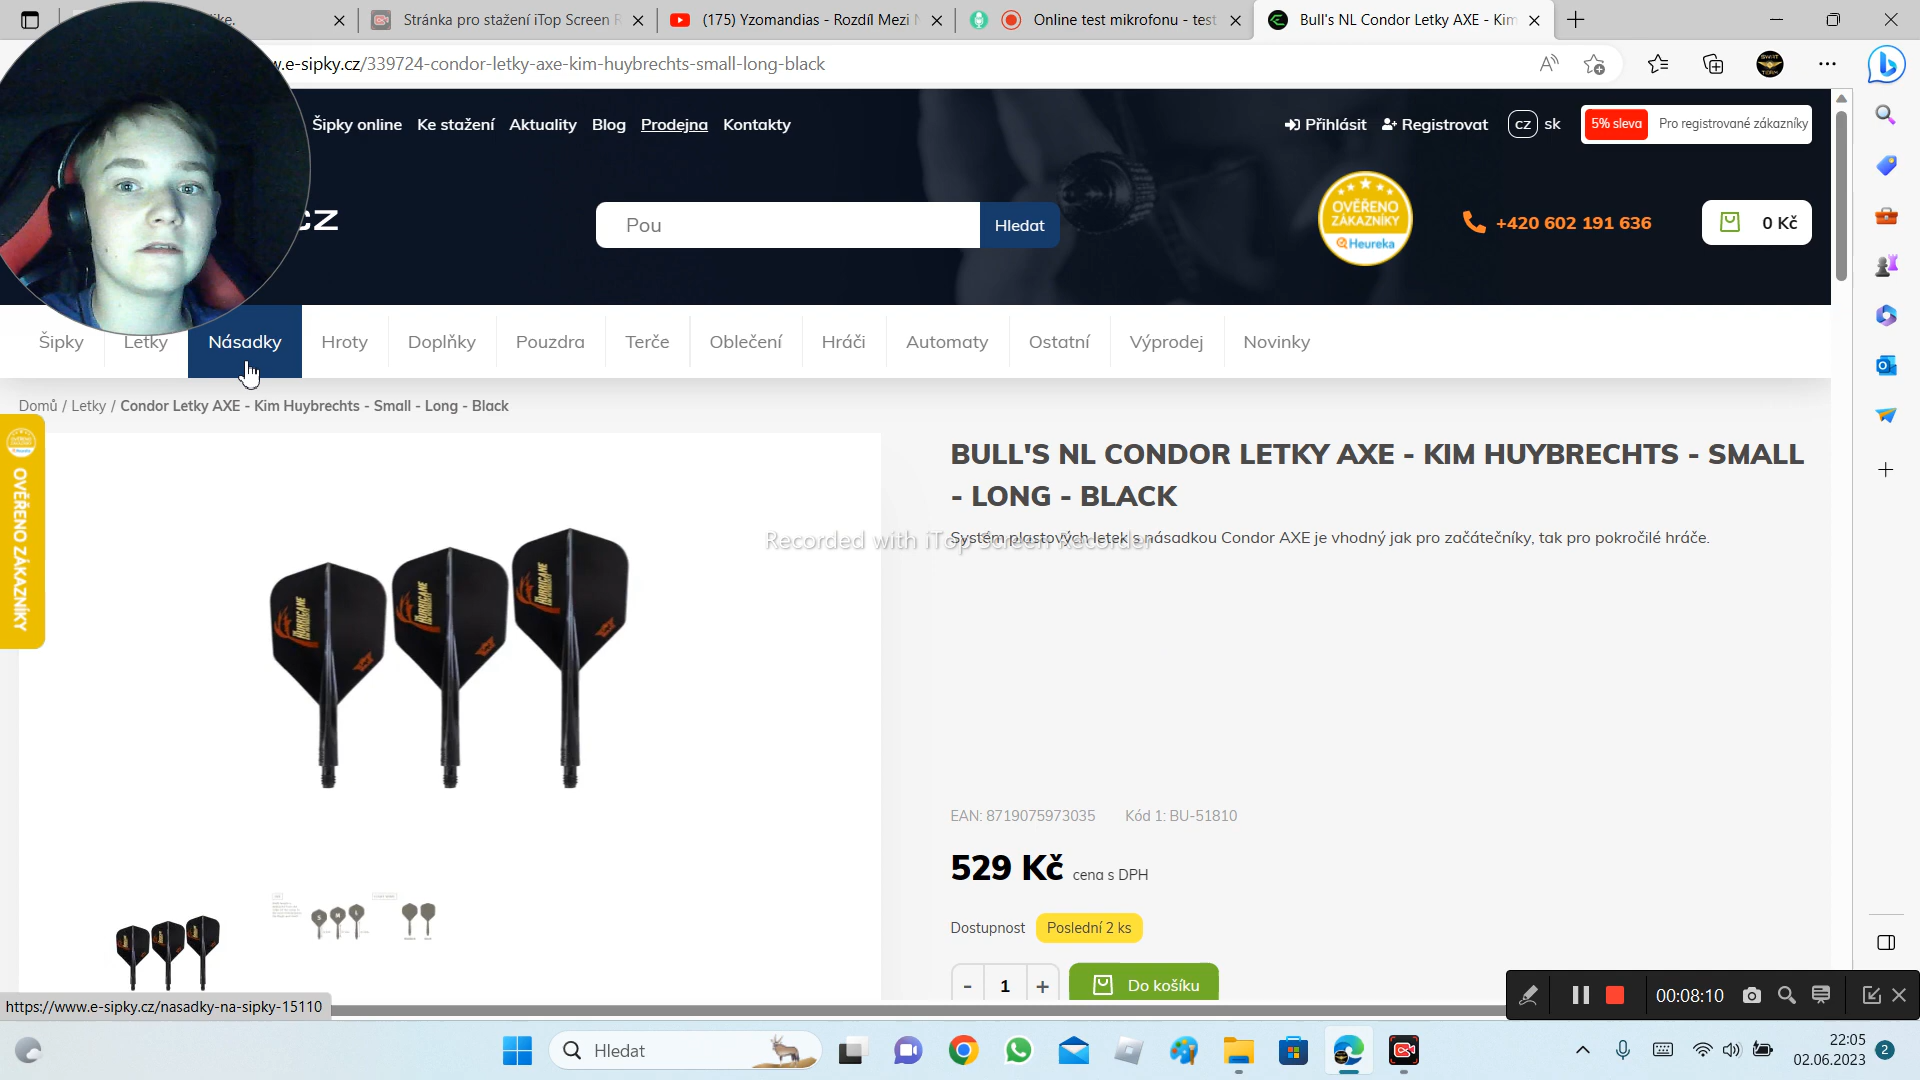 like.
Stránka pro stažení iTop Screen R
(175) Yzomandias - Rozdíl Mezi N
Online test mikrofonu - test
Bull's NL Condor Letky AXE - Kim
.e-sipky.cz/339724-condor-letky-axe-kim-huybrechts-small-long-black
Šipky online
Ke stažení
Aktuality
Blog
Prodejna
Kontakty
Přihlásit
Registrovat
cz
sk
5% sleva
Pro registrované zákazníky
cz
Pou
Hledat
OVĚŘENO
ZÁKAZNÍKY
Heureka
+420 602 191 636
0 Kč
Šipky
Letky
Násadky
Hroty
Doplňky
Pouzdra
Terče
Oblečení
Hráči
Automaty
Ostatní
Výprodej
Novinky
Domů / Letky / Condor Letky AXE - Kim Huybrechts - Small - Long - Black
OVĚŘENO ZÁKAZNÍKY
BULL'S NL CONDOR LETKY AXE - KIM HUYBRECHTS - SMALL
- LONG - BLACK
Systém plastových letek s násadkou Condor AXE je vhodný jak pro začátečníky, tak pro pokročilé hráče.
Recorded with iTop Screen Recorder
HURRICANE
HURRICANE
HURRICANE
EAN: 8719075973035
Kód 1: BU-51810
529 Kč cena s DPH
Dostupnost
Poslední 2 ks
- 1 +
Do košíku
S M L
https://www.e-sipky.cz/nasadky-na-sipky-15110
00:08:10
Hledat
22:05
02.06.2023
2